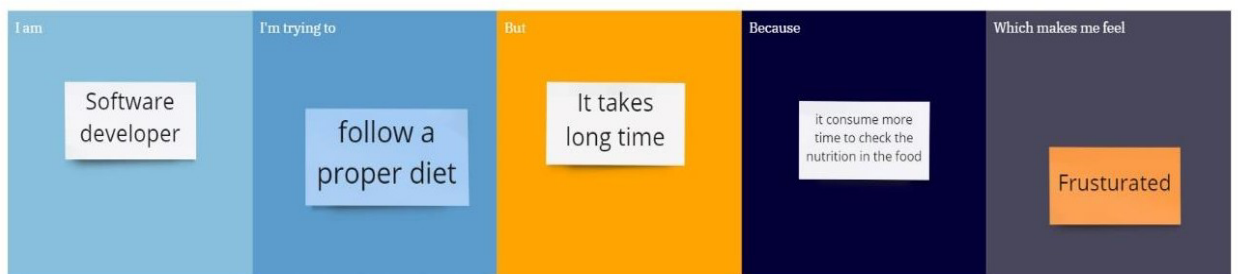 I am
Software
developer
I'm trying to
follow a
proper diet
But
It takes
long time
Because
it consume more
time to check the
nutrition in the food
Which makes me feel
Frusturated